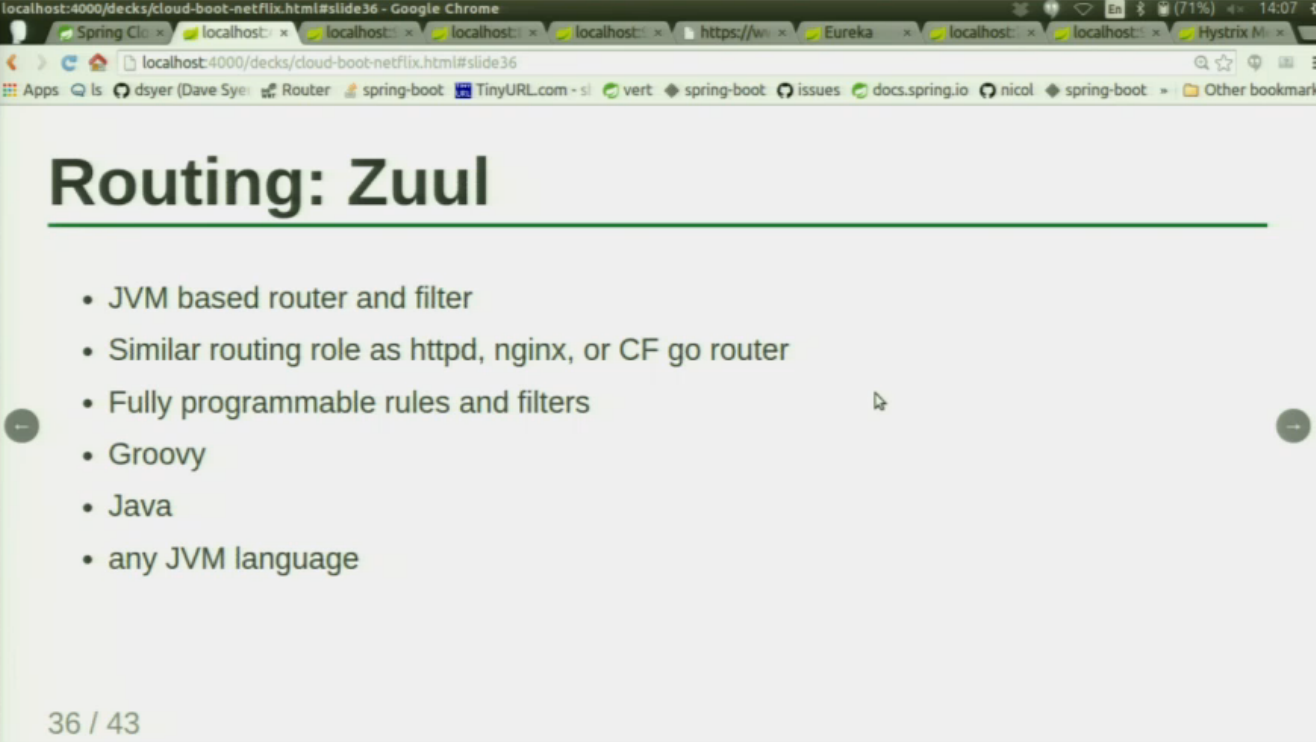 localhost:4000/decks/cloud-boot-netflix.html#slide36 - Google Chrome
En (71%) 14:07
Spring Clo localhost: localhost: localhost: localhost: https://w Eureka localhost: localhost: Hystrix M
localhost:4000/decks/cloud-boot-netflix.html#slide36
Apps ls dsyer (Dave Sye Router spring-boot TinyURL.com - vert spring-boot issues docs.spring.io nicol spring-boot » Other bookmark
Routing: Zuul
• JVM based router and filter
• Similar routing role as httpd, nginx, or CF go router
• Fully programmable rules and filters
• Groovy
• Java
• any JVM language
36 / 43